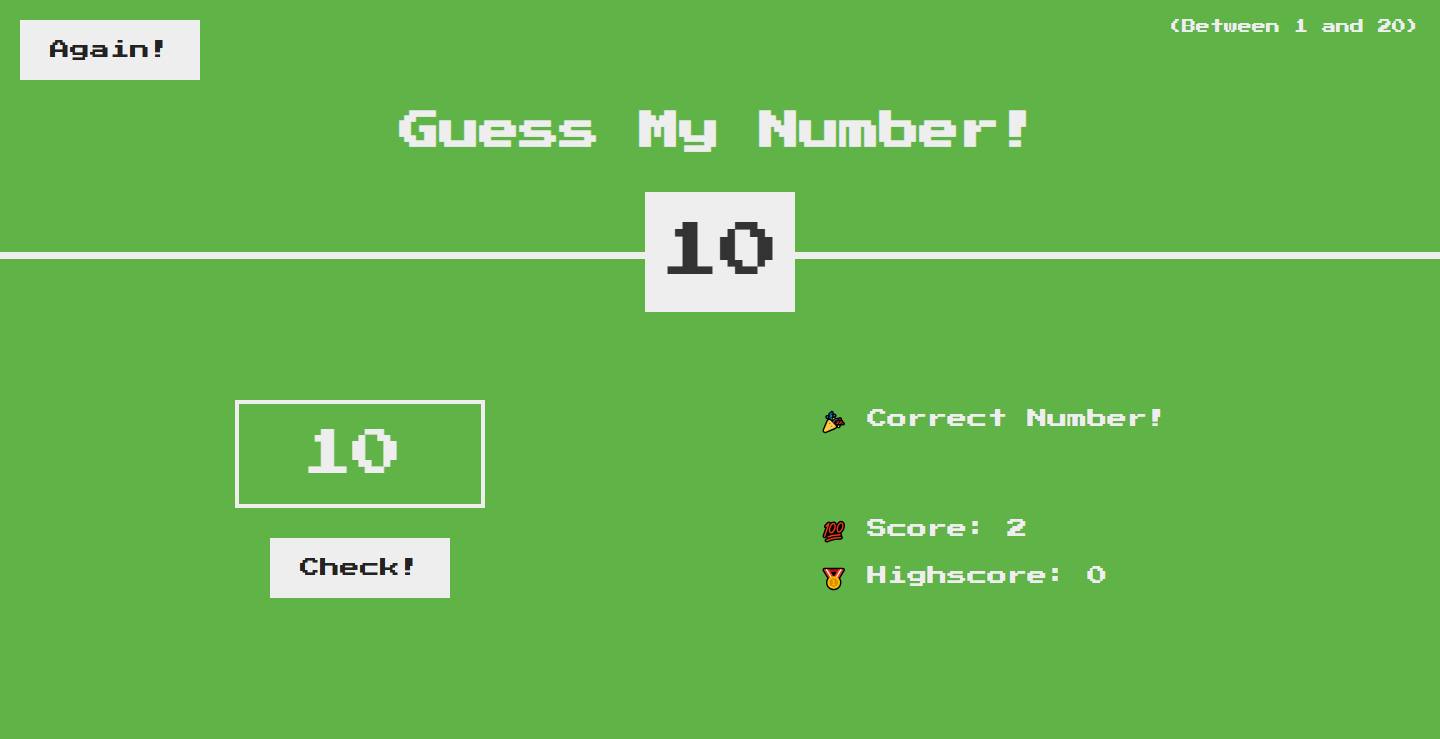 Again!
(Between 1 and 20)
Guess My Number!
10
10
Check!
🎉 Correct Number!
💯 Score: 2
🥇 Highscore: 0